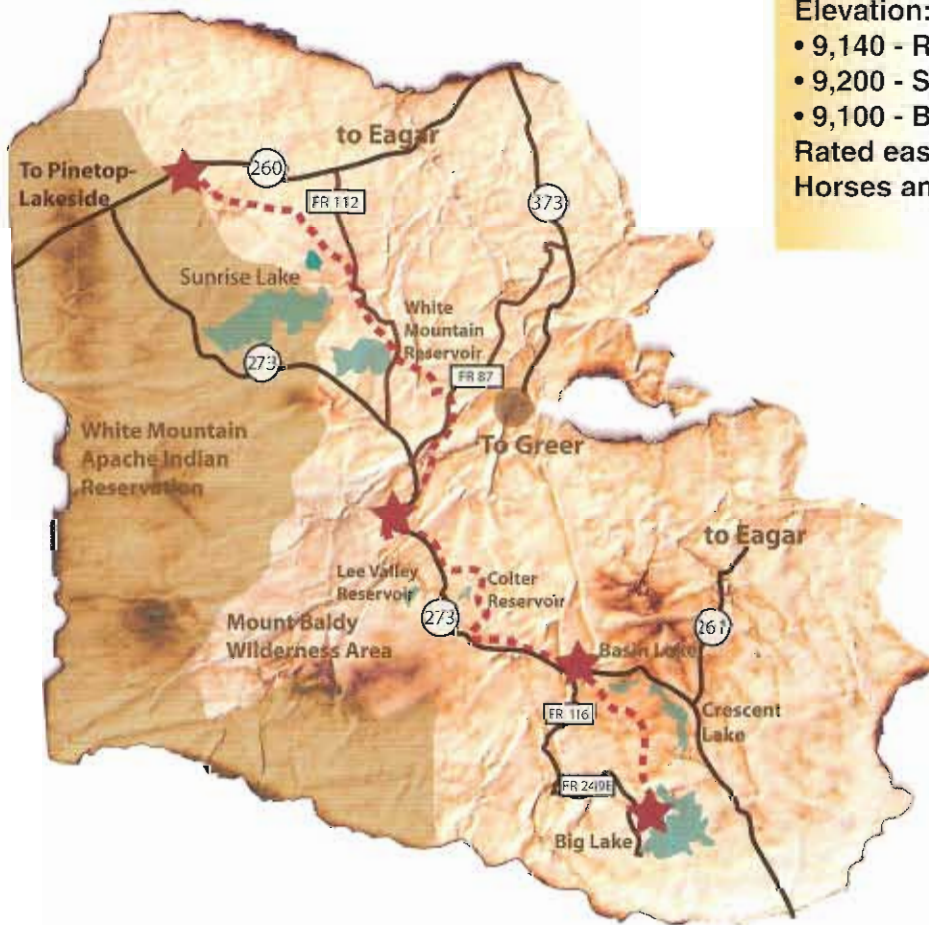 Elevation:
• 9,140 - R
• 9,200 - S
• 9,100 - B
Rated eas
Horses an
to Eagar
To Pinetop-
Lakeside
260
FR 112
373
Sunrise Lake
White
Mountain
Reservoir
273
FR 87
White Mountain
Apache Indian
Reservation
To Greer
to Eagar
Lee Valley
Reservoir
Colter
Reservoir
273
261
Mount Baldy
Wilderness Area
Basin Lake
FR 116
Crescent
Lake
FR 249E
Big Lake